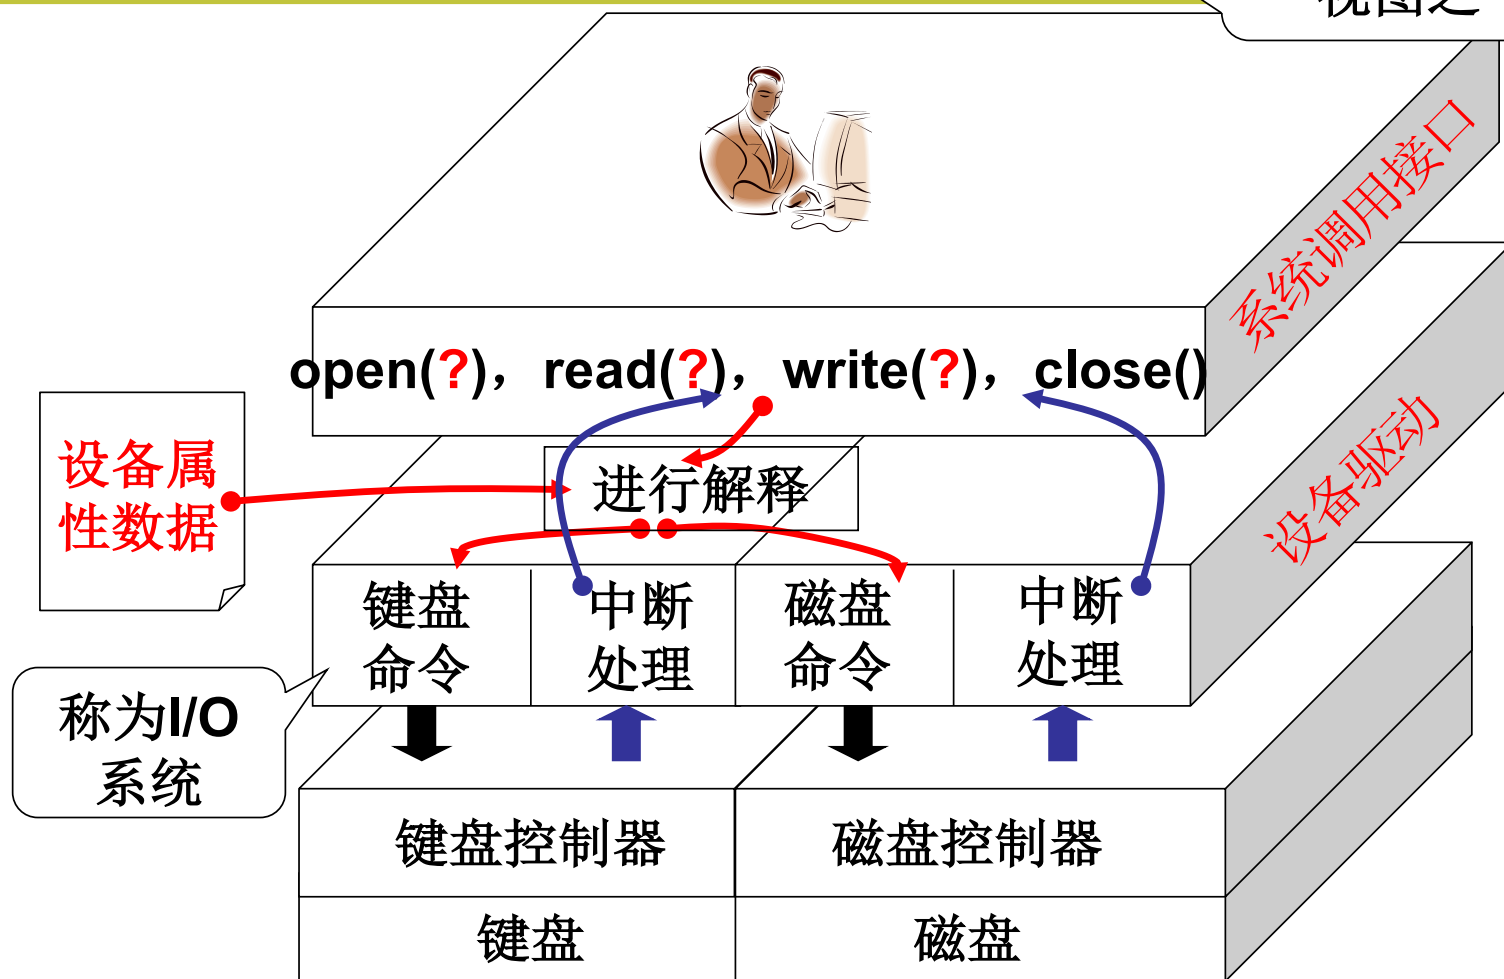 系统调用接口
open(?)，read(?)，write(?)，close()
设备属
性数据
进行解释
设备驱动
键盘
命令
中断
处理
磁盘
命令
中断
处理
称为I/O
系统
键盘控制器
磁盘控制器
键盘
磁盘